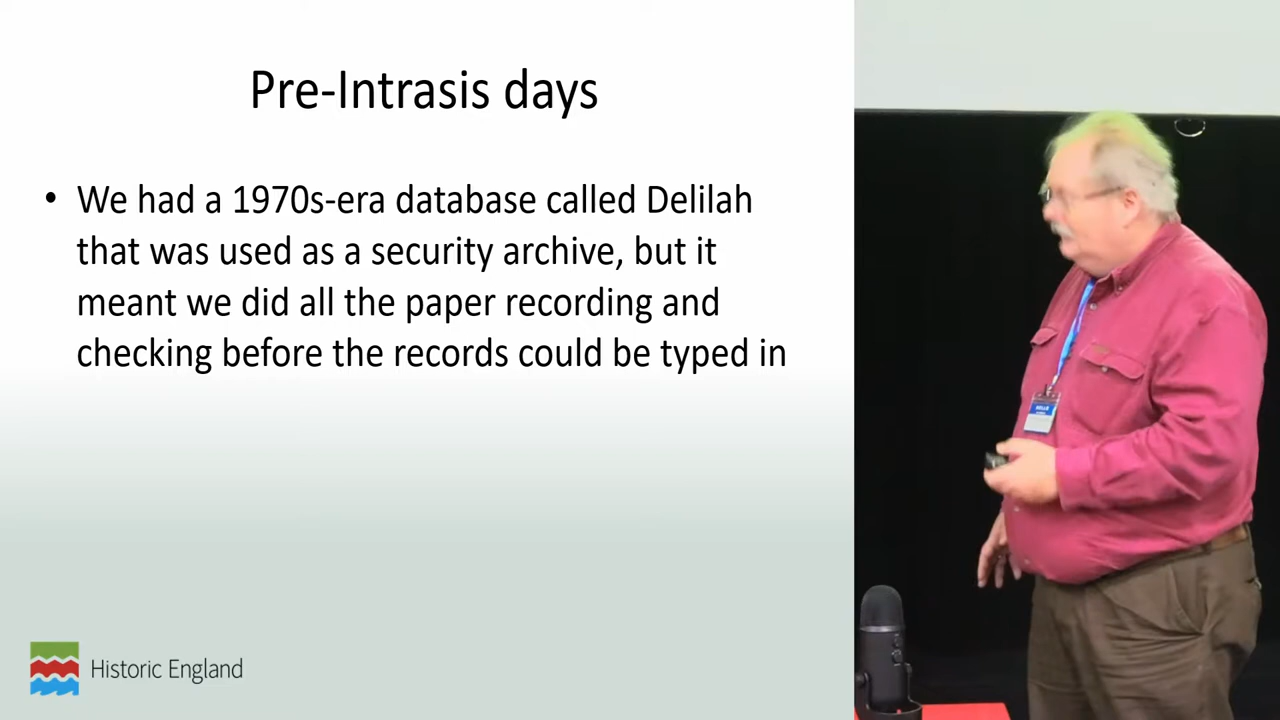 Pre-Intrasis days
• We had a 1970s-era database called Delilah
that was used as a security archive, but it
meant we did all the paper recording and
checking before the records could be typed in
Historic England